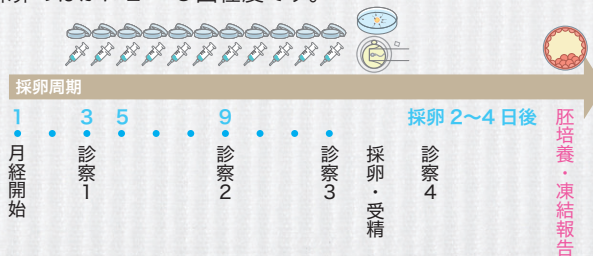 採卵周期
1
3
5
9
採卵 2〜4 日後
月経開始
診察1
診察2
診察3
採卵・受精
診察4
胚培養・凍結報告